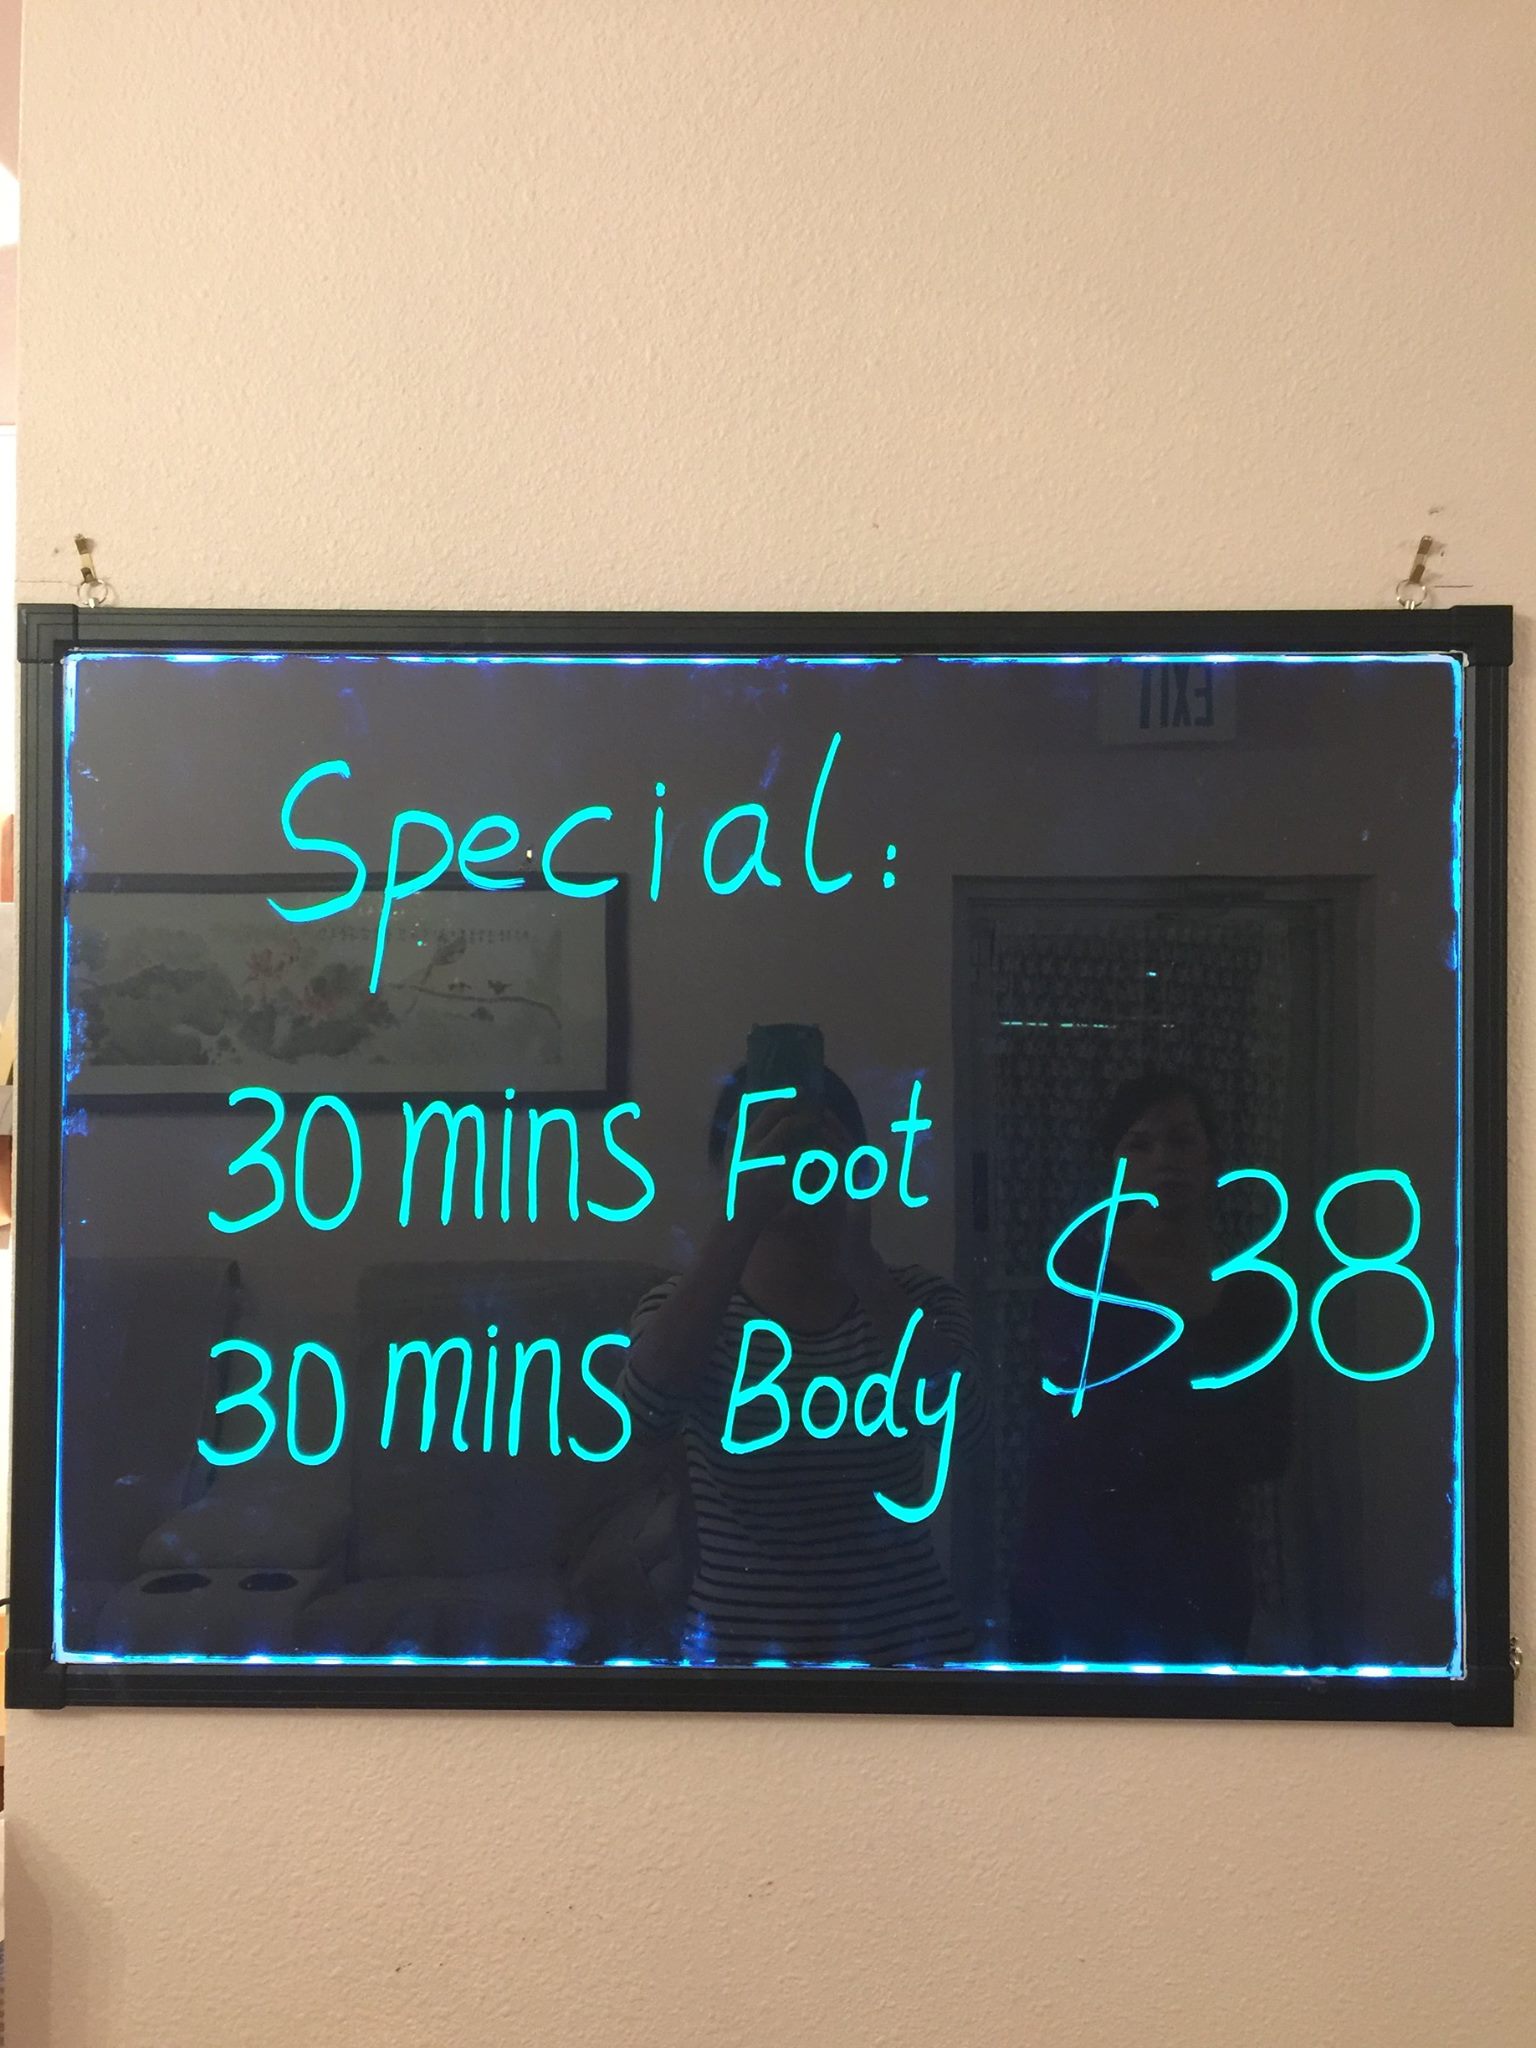 Special:
30 mins Foot
30 mins Body
$38
EXIT